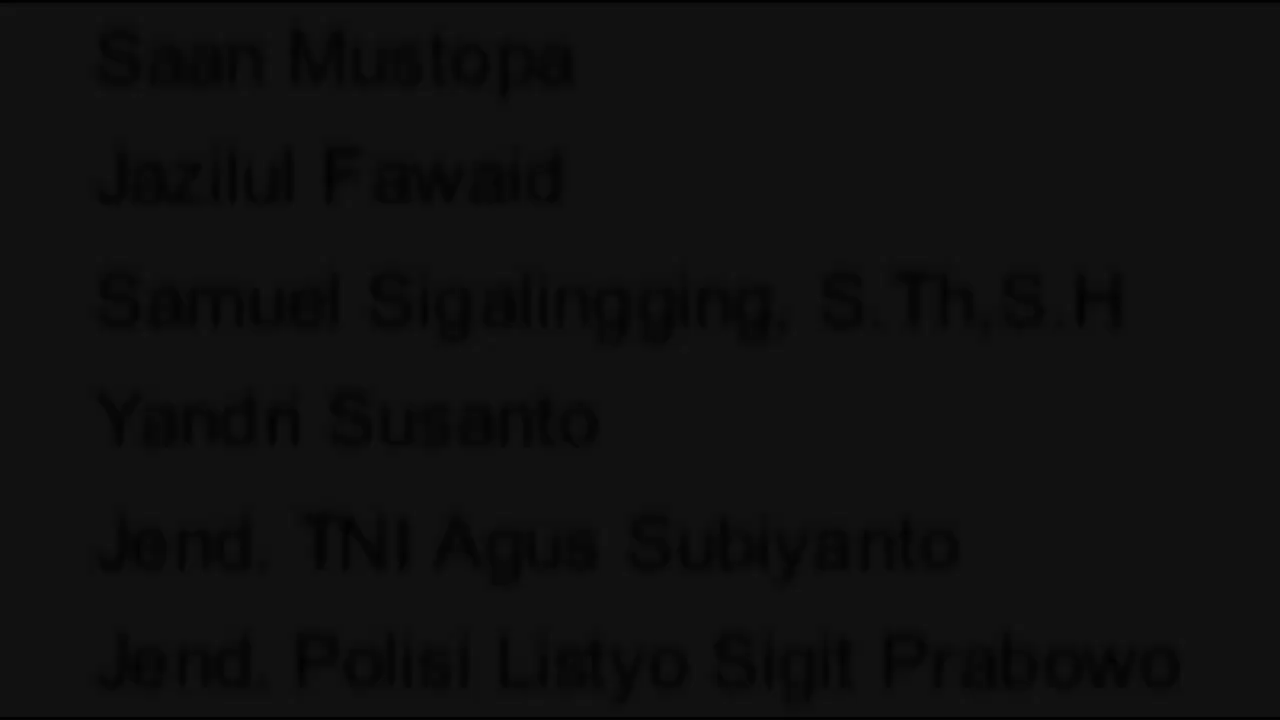 Saan Mustopa
Jazilul Fawaid
Samuel Sigalingging, S.Th,S.H
Yandri Susanto
Jend. TNI Agus Subiyanto
Jend. Polisi Listyo Sigit Prabowo